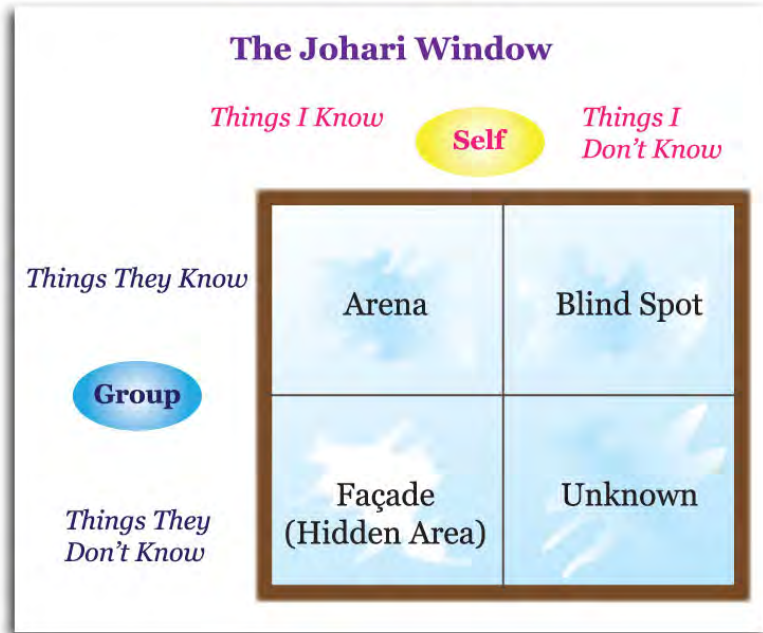 The Johari Window
Things I Know
Self
Things I
Don't Know
Things They Know
Arena
Blind Spot
Group
Things They
Don't Know
Façade
(Hidden Area)
Unknown